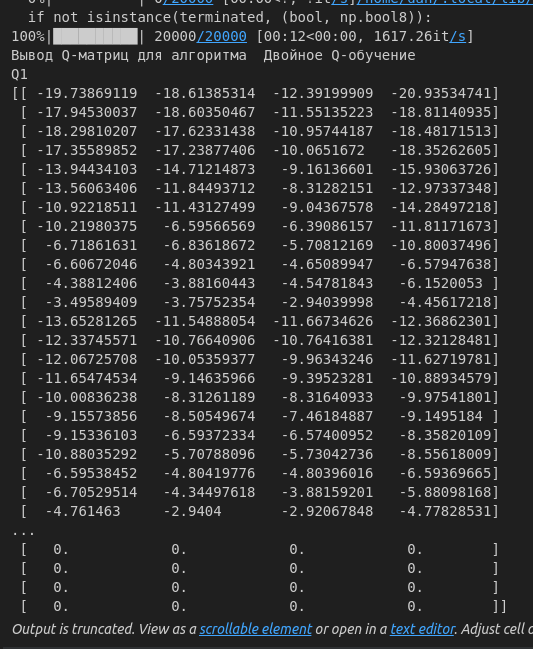 if not isinstance(terminated, (bool, np.bool8)):
100%|██████████| 20000/20000 [00:12<00:00, 1617.26it/s]
Вывод Q-матриц для алгоритма  Двойное Q-обучение
Q1
[[ -19.73869119  -18.61385314  -12.39199909  -20.93534741]
 [ -17.94530037  -18.60350467  -11.55135223  -18.81140935]
 [ -18.29810207  -17.62331438  -10.95744187  -18.48171513]
 [ -17.35589852  -17.23877406  -10.0651672   -18.35262605]
 [ -13.94434103  -14.71214873   -9.16136601  -15.93063726]
 [ -13.56063406  -11.84493712   -8.31282151  -12.97337348]
 [ -10.92218511  -11.43127499   -9.04367578  -14.28497218]
 [ -10.21980375   -6.59566569   -6.39086157  -11.81171673]
 [  -6.71861631   -6.83618672   -5.70812169  -10.80037496]
 [  -6.60672046   -4.80343921   -4.65089947   -6.57947638]
 [  -4.38812406   -3.88160443   -4.54781843   -6.1520053 ]
 [  -3.49589409   -3.75752354   -2.94039998   -4.45617218]
 [ -13.65281265  -11.54888054  -11.66734626  -12.36862301]
 [ -12.33745571  -10.76640906  -10.76416381  -12.32128481]
 [ -12.06725708  -10.05359377   -9.96343246  -11.62719781]
 [ -11.65474534   -9.14635966   -9.39523281  -10.88934579]
 [ -10.00836238   -8.31261189   -8.31640933   -9.97541801]
 [  -9.15573856   -8.50549674   -7.46184887   -9.1495184 ]
 [  -9.15336103   -6.59372334   -6.57400952   -8.35820109]
 [ -10.88035292   -5.70788096   -5.73042736   -8.55618009]
 [  -6.59538452   -4.80419776   -4.80396016   -6.59369665]
 [  -6.70529514   -4.34497618   -3.88159201   -5.88098168]
 [  -4.761463     -2.9404       -2.92067848   -4.77828531]
...
 [   0.            0.            0.            0.        ]
 [   0.            0.            0.            0.        ]
 [   0.            0.            0.            0.        ]
 [   0.            0.            0.            0.        ]]
Output is truncated. View as a scrollable element or open in a text editor. Adjust cell